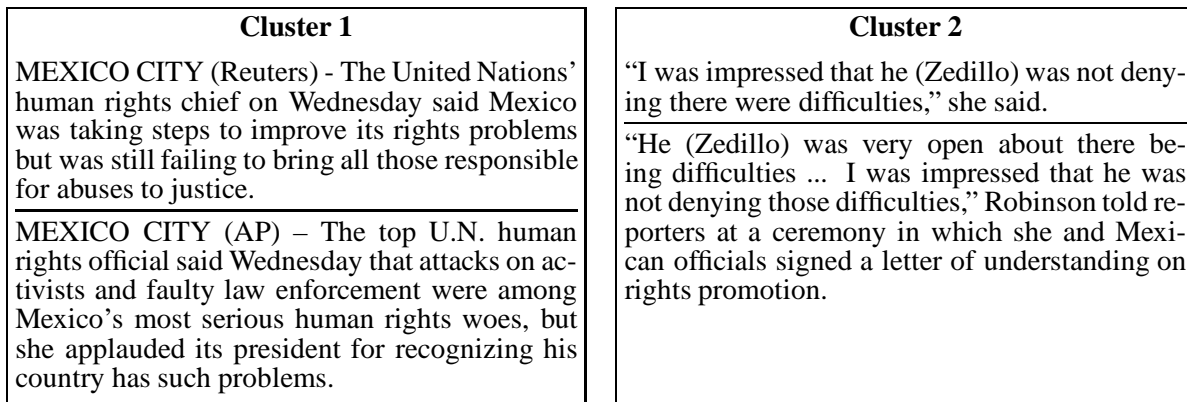 Cluster 1
MEXICO CITY (Reuters) - The United Nations’
human rights chief on Wednesday said Mexico
was taking steps to improve its rights problems
but was still failing to bring all those responsible
for abuses to justice.
MEXICO CITY (AP) – The top U.N. human
rights official said Wednesday that attacks on ac-
tivists and faulty law enforcement were among
Mexico’s most serious human rights woes, but
she applauded its president for recognizing his
country has such problems.
Cluster 2
“I was impressed that he (Zedillo) was not deny-
ing there were difficulties,” she said.
“He (Zedillo) was very open about there be-
ing difficulties ... I was impressed that he was
not denying those difficulties,” Robinson told re-
porters at a ceremony in which she and Mexi-
can officials signed a letter of understanding on
rights promotion.